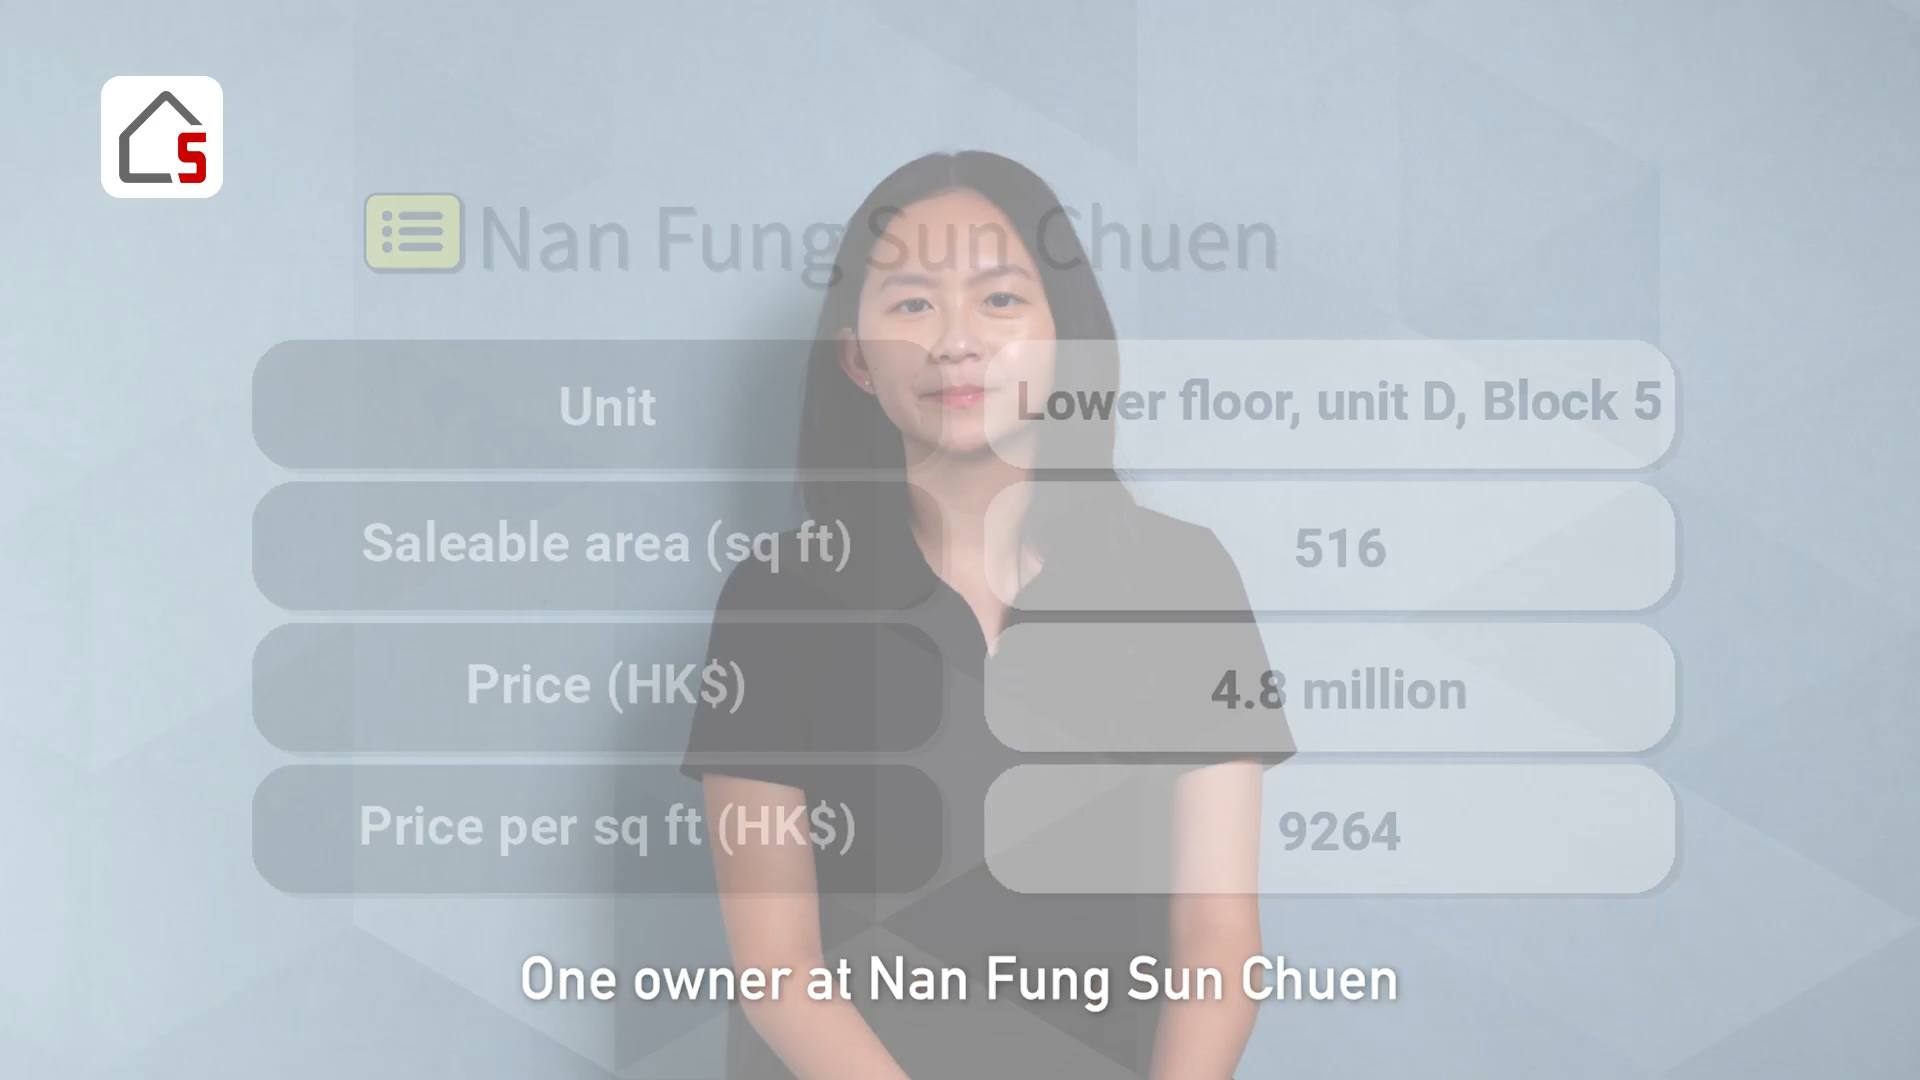 S
Nan Fung Sun Chuen
Unit
Lower floor, unit D, Block 5
Saleable area (sq ft)
516
Price (HK$)
4.8 million
Price per sq ft (HK$)
9264
One owner at Nan Fung Sun Chuen